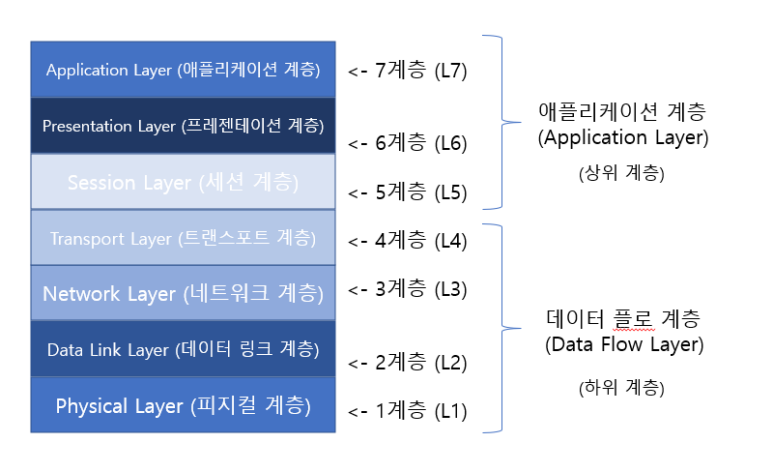 Application Layer (애플리케이션 계층)
<- 7계층 (L7)
Presentation Layer (프레젠테이션 계층)
<- 6계층 (L6)
Session Layer (세션 계층)
<- 5계층 (L5)
애플리케이션 계층
(Application Layer)
(상위 계층)
Transport Layer (트랜스포트 계층)
<- 4계층 (L4)
Network Layer (네트워크 계층)
<- 3계층 (L3)
Data Link Layer (데이터 링크 계층)
<- 2계층 (L2)
Physical Layer (피지컬 계층)
<- 1계층 (L1)
데이터 플로 계층
(Data Flow Layer)
(하위 계층)